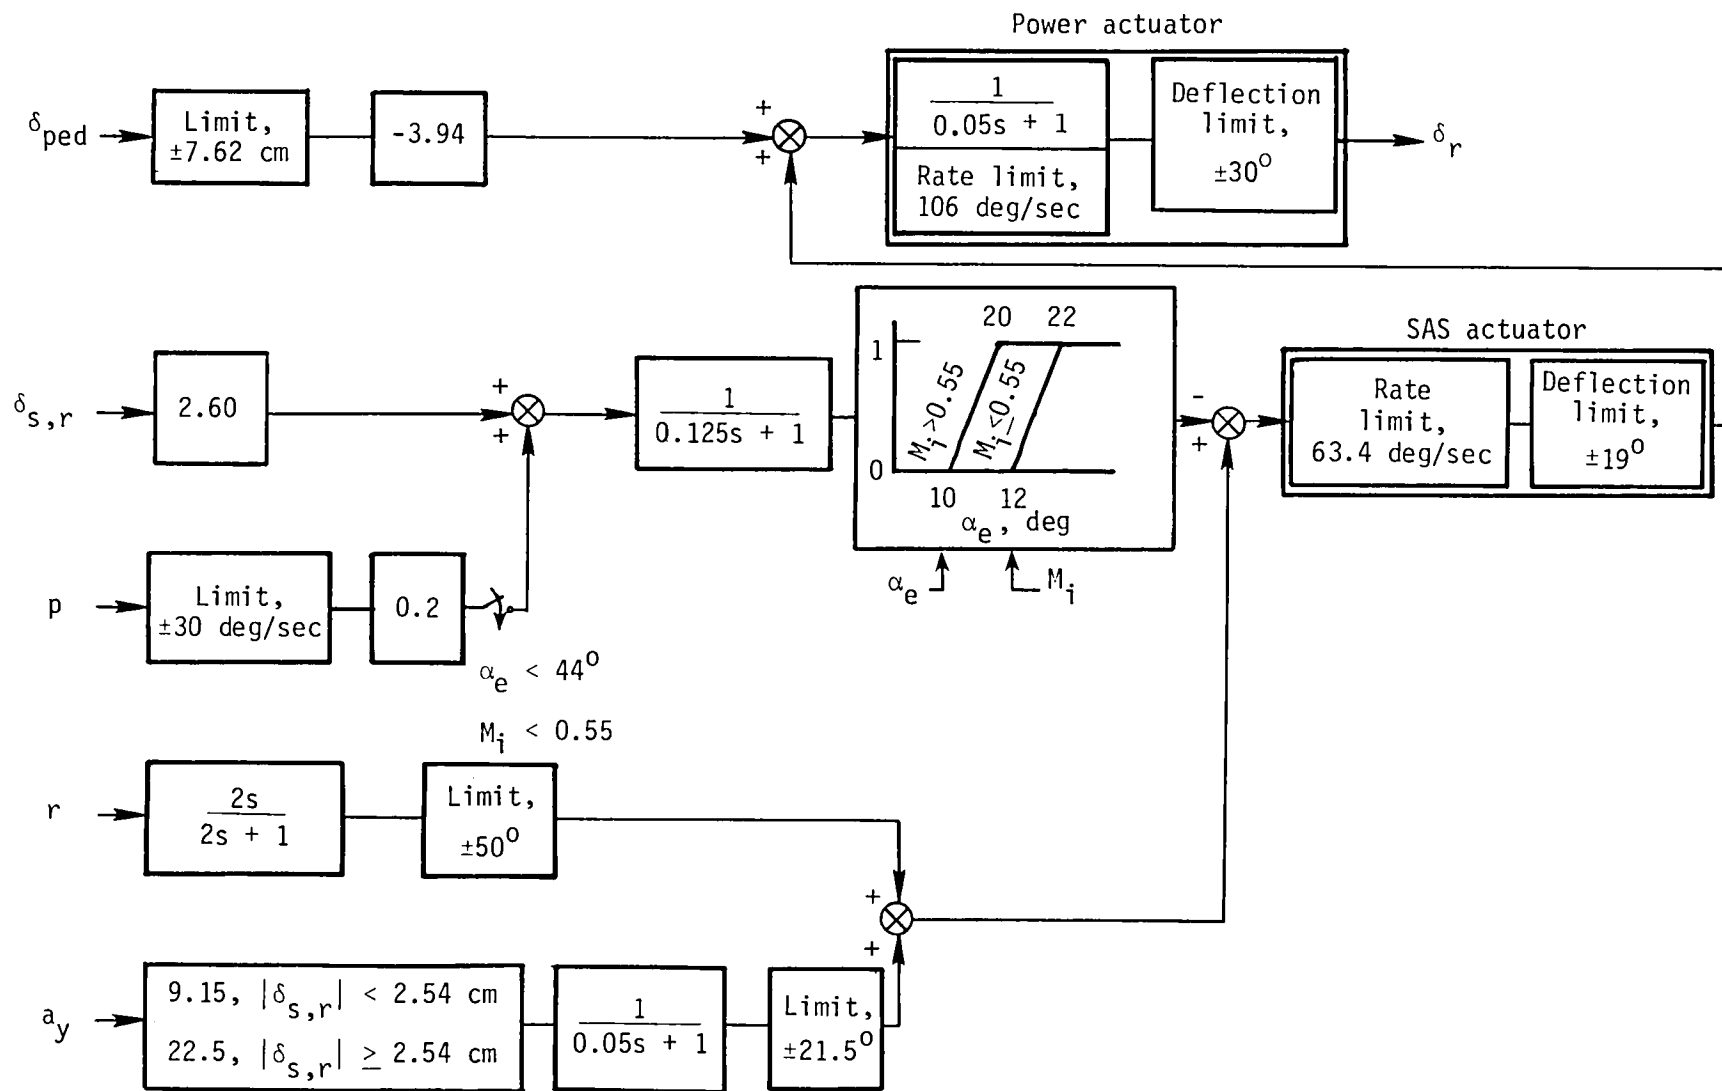 Power actuator
δped
Limit,
±7.62 cm
-3.94
+
+
1
0.05s + 1
Rate limit,
106 deg/sec
Deflection
limit,
±30°
δr
δs,r
2.60
+
+
1
0.125s + 1
20 22
1
0
Mi > 0.55
Mi ≤ 0.55
10 12
αe, deg
αe
Mi
-
+
SAS actuator
Rate
limit,
63.4 deg/sec
Deflection
limit,
±19°
p
Limit,
±30 deg/sec
0.2
αe < 44°
Mi < 0.55
r
2s
2s + 1
Limit,
±50°
+
+
ay
9.15, |δs,r| < 2.54 cm
22.5, |δs,r| ≥ 2.54 cm
1
0.05s + 1
Limit,
±21.5°